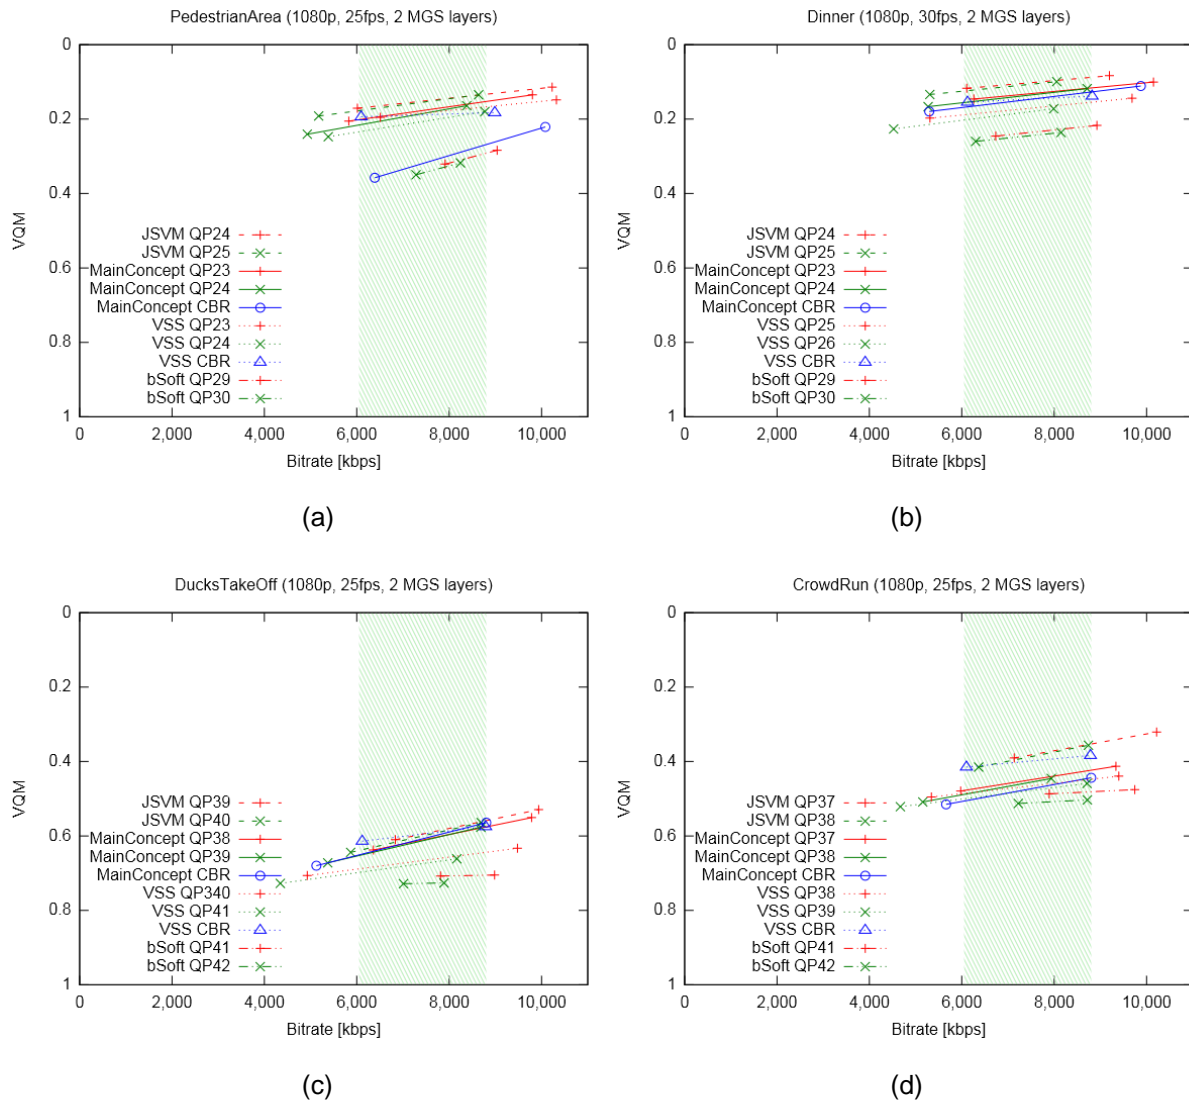 PedestrianArea (1080p, 25fps, 2 MGS layers)
0
0.2
0.4
0.6
0.8
1
VQM
JSVM QP24
JSVM QP25
MainConcept QP23
MainConcept QP24
MainConcept CBR
VSS QP23
VSS QP24
VSS CBR
bSoft QP29
bSoft QP30
0 2,000 4,000 6,000 8,000 10,000
Bitrate [kbps]
(a)
Dinner (1080p, 30fps, 2 MGS layers)
0
0.2
0.4
0.6
0.8
1
VQM
JSVM QP24
JSVM QP25
MainConcept QP23
MainConcept QP24
MainConcept CBR
VSS QP25
VSS QP26
VSS CBR
bSoft QP29
bSoft QP30
0 2,000 4,000 6,000 8,000 10,000
Bitrate [kbps]
(b)
DucksTakeOff (1080p, 25fps, 2 MGS layers)
0
0.2
0.4
0.6
0.8
1
VQM
JSVM QP39
JSVM QP40
MainConcept QP38
MainConcept QP39
MainConcept CBR
VSS QP340
VSS QP41
VSS CBR
bSoft QP41
bSoft QP42
0 2,000 4,000 6,000 8,000 10,000
Bitrate [kbps]
(c)
CrowdRun (1080p, 25fps, 2 MGS layers)
0
0.2
0.4
0.6
0.8
1
VQM
JSVM QP37
JSVM QP38
MainConcept QP37
MainConcept QP38
MainConcept CBR
VSS QP38
VSS QP39
VSS CBR
bSoft QP41
bSoft QP42
0 2,000 4,000 6,000 8,000 10,000
Bitrate [kbps]
(d)